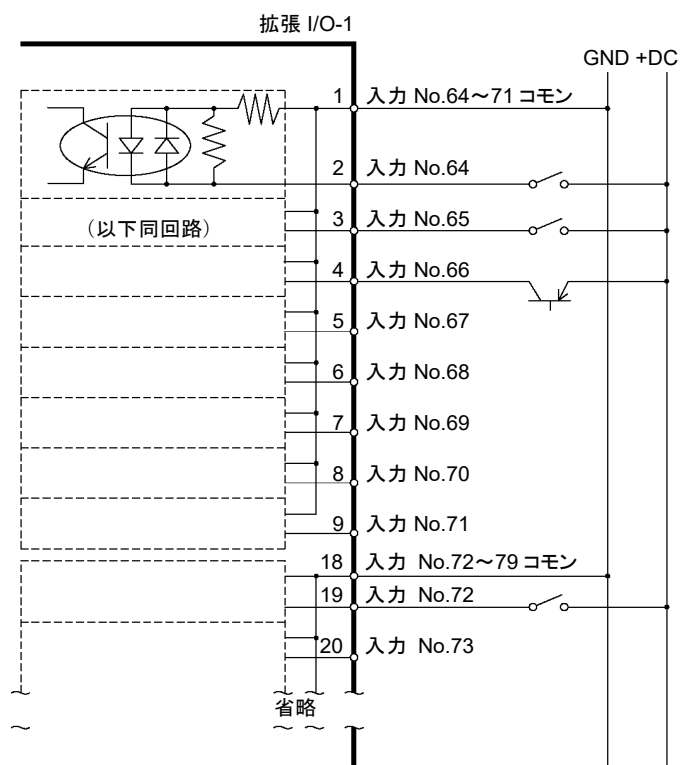 拡張 I/O-1
GND +DC
1 入力 No.64～71 コモン
2 入力 No.64
(以下同回路)
3 入力 No.65
4 入力 No.66
5 入力 No.67
6 入力 No.68
7 入力 No.69
8 入力 No.70
9 入力 No.71
18 入力 No.72～79 コモン
19 入力 No.72
20 入力 No.73
省略